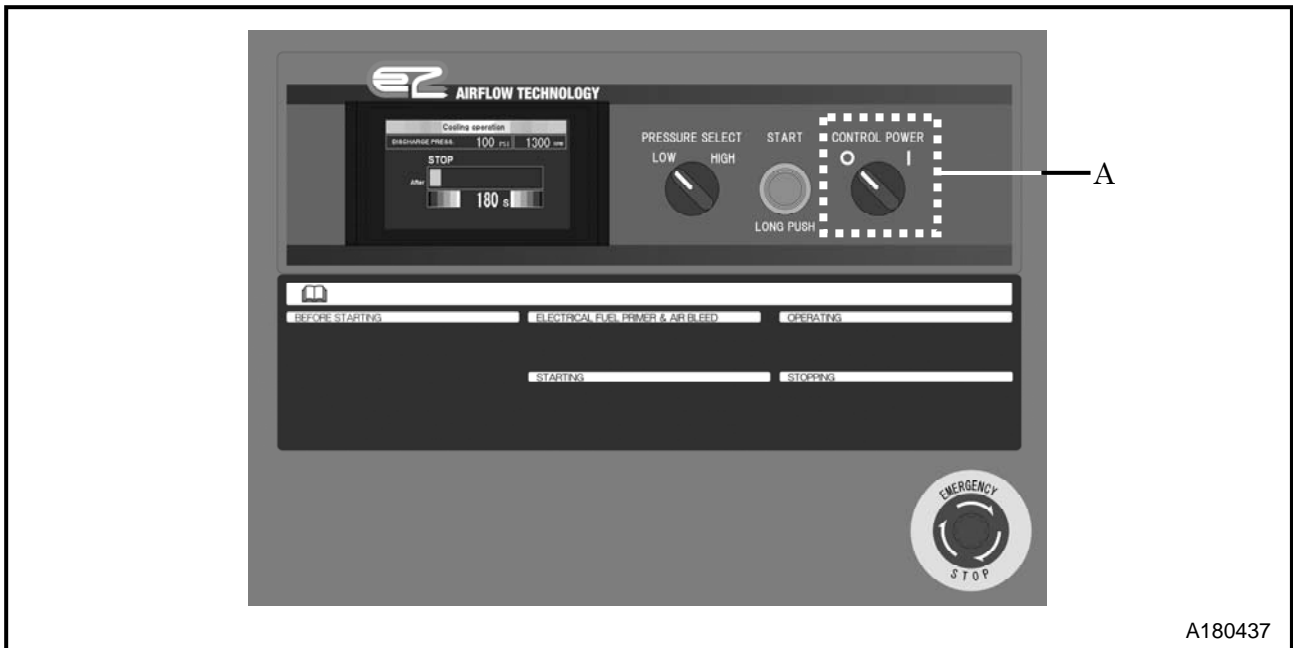 AIRFLOW TECHNOLOGY
Cooling operation
DISCHARGE PRESS. 100 PSI 1300
STOP
After
180 s
PRESSURE SELECT
LOW HIGH
START
LONG PUSH
CONTROL POWER
O I
A
BEFORE STARTING
ELECTRICAL FUEL PRIMER & AIR BLEED
OPERATING
STARTING
STOPPING
EMERGENCY
STOP
A180437